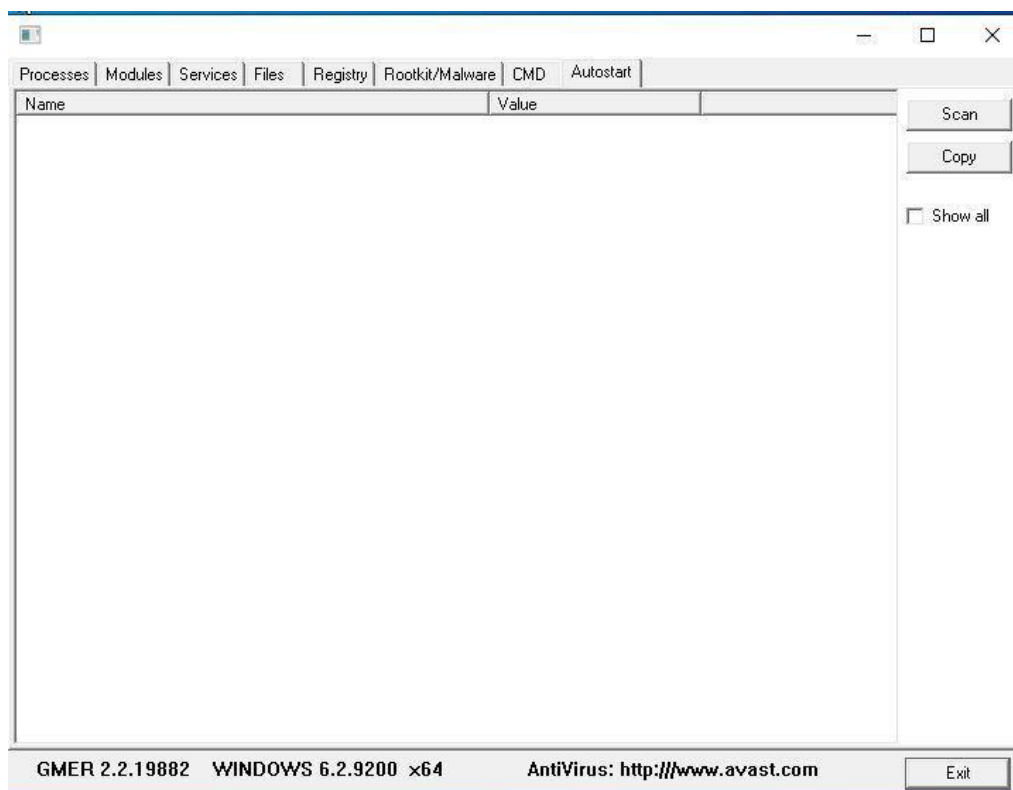 Processes Modules Services Files Registry Rootkit/Malware CMD Autostart
Name Value
Scan
Copy
Show all
GMER 2.2.19882 WINDOWS 6.2.9200 x64 AntiVirus: http:///www.avast.com Exit